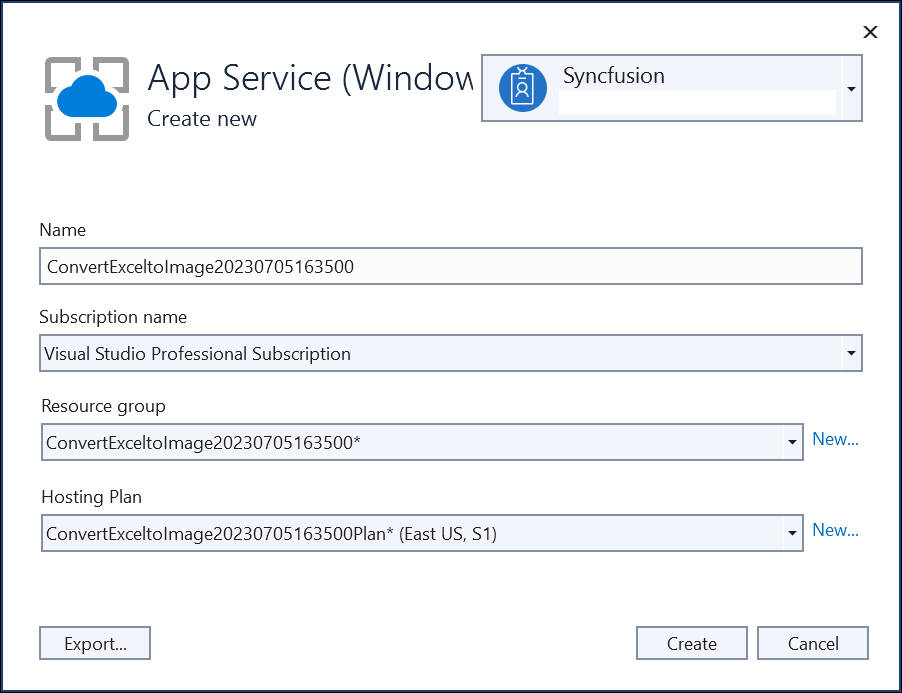 App Service (Window
Create new
Syncfusion
Name
ConvertExceltoImage20230705163500
Subscription name
Visual Studio Professional Subscription
Resource group
ConvertExceltoImage20230705163500*
New...
Hosting Plan
ConvertExceltoImage20230705163500Plan* (East US, S1)
New...
Export...
Create
Cancel